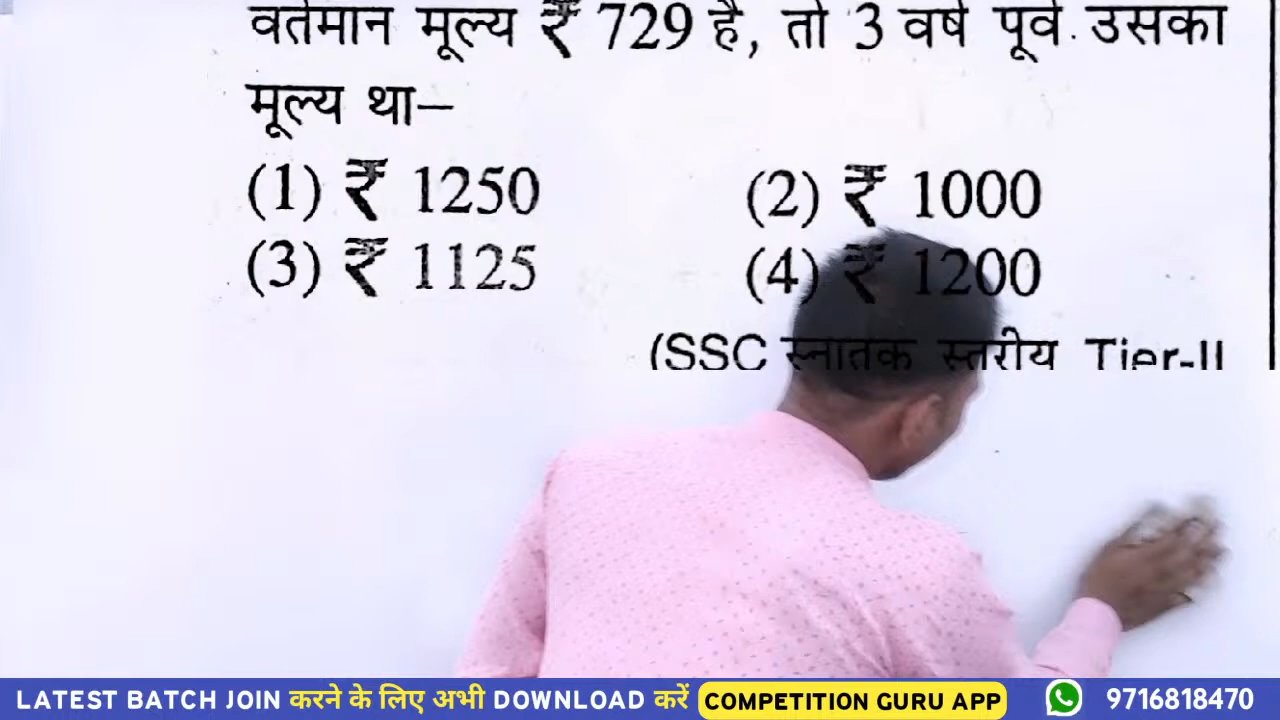 वर्तमान मूल्य ₹ 729 है, तो 3 वर्ष पूर्व उसका
मूल्य था–
(1) ₹ 1250 (2) ₹ 1000
(3) ₹ 1125 (4) ₹ 1200
(SSC स्नातक स्तरीय Tier-II
LATEST BATCH JOIN करने के लिए अभी DOWNLOAD करें COMPETITION GURU APP 9716818470